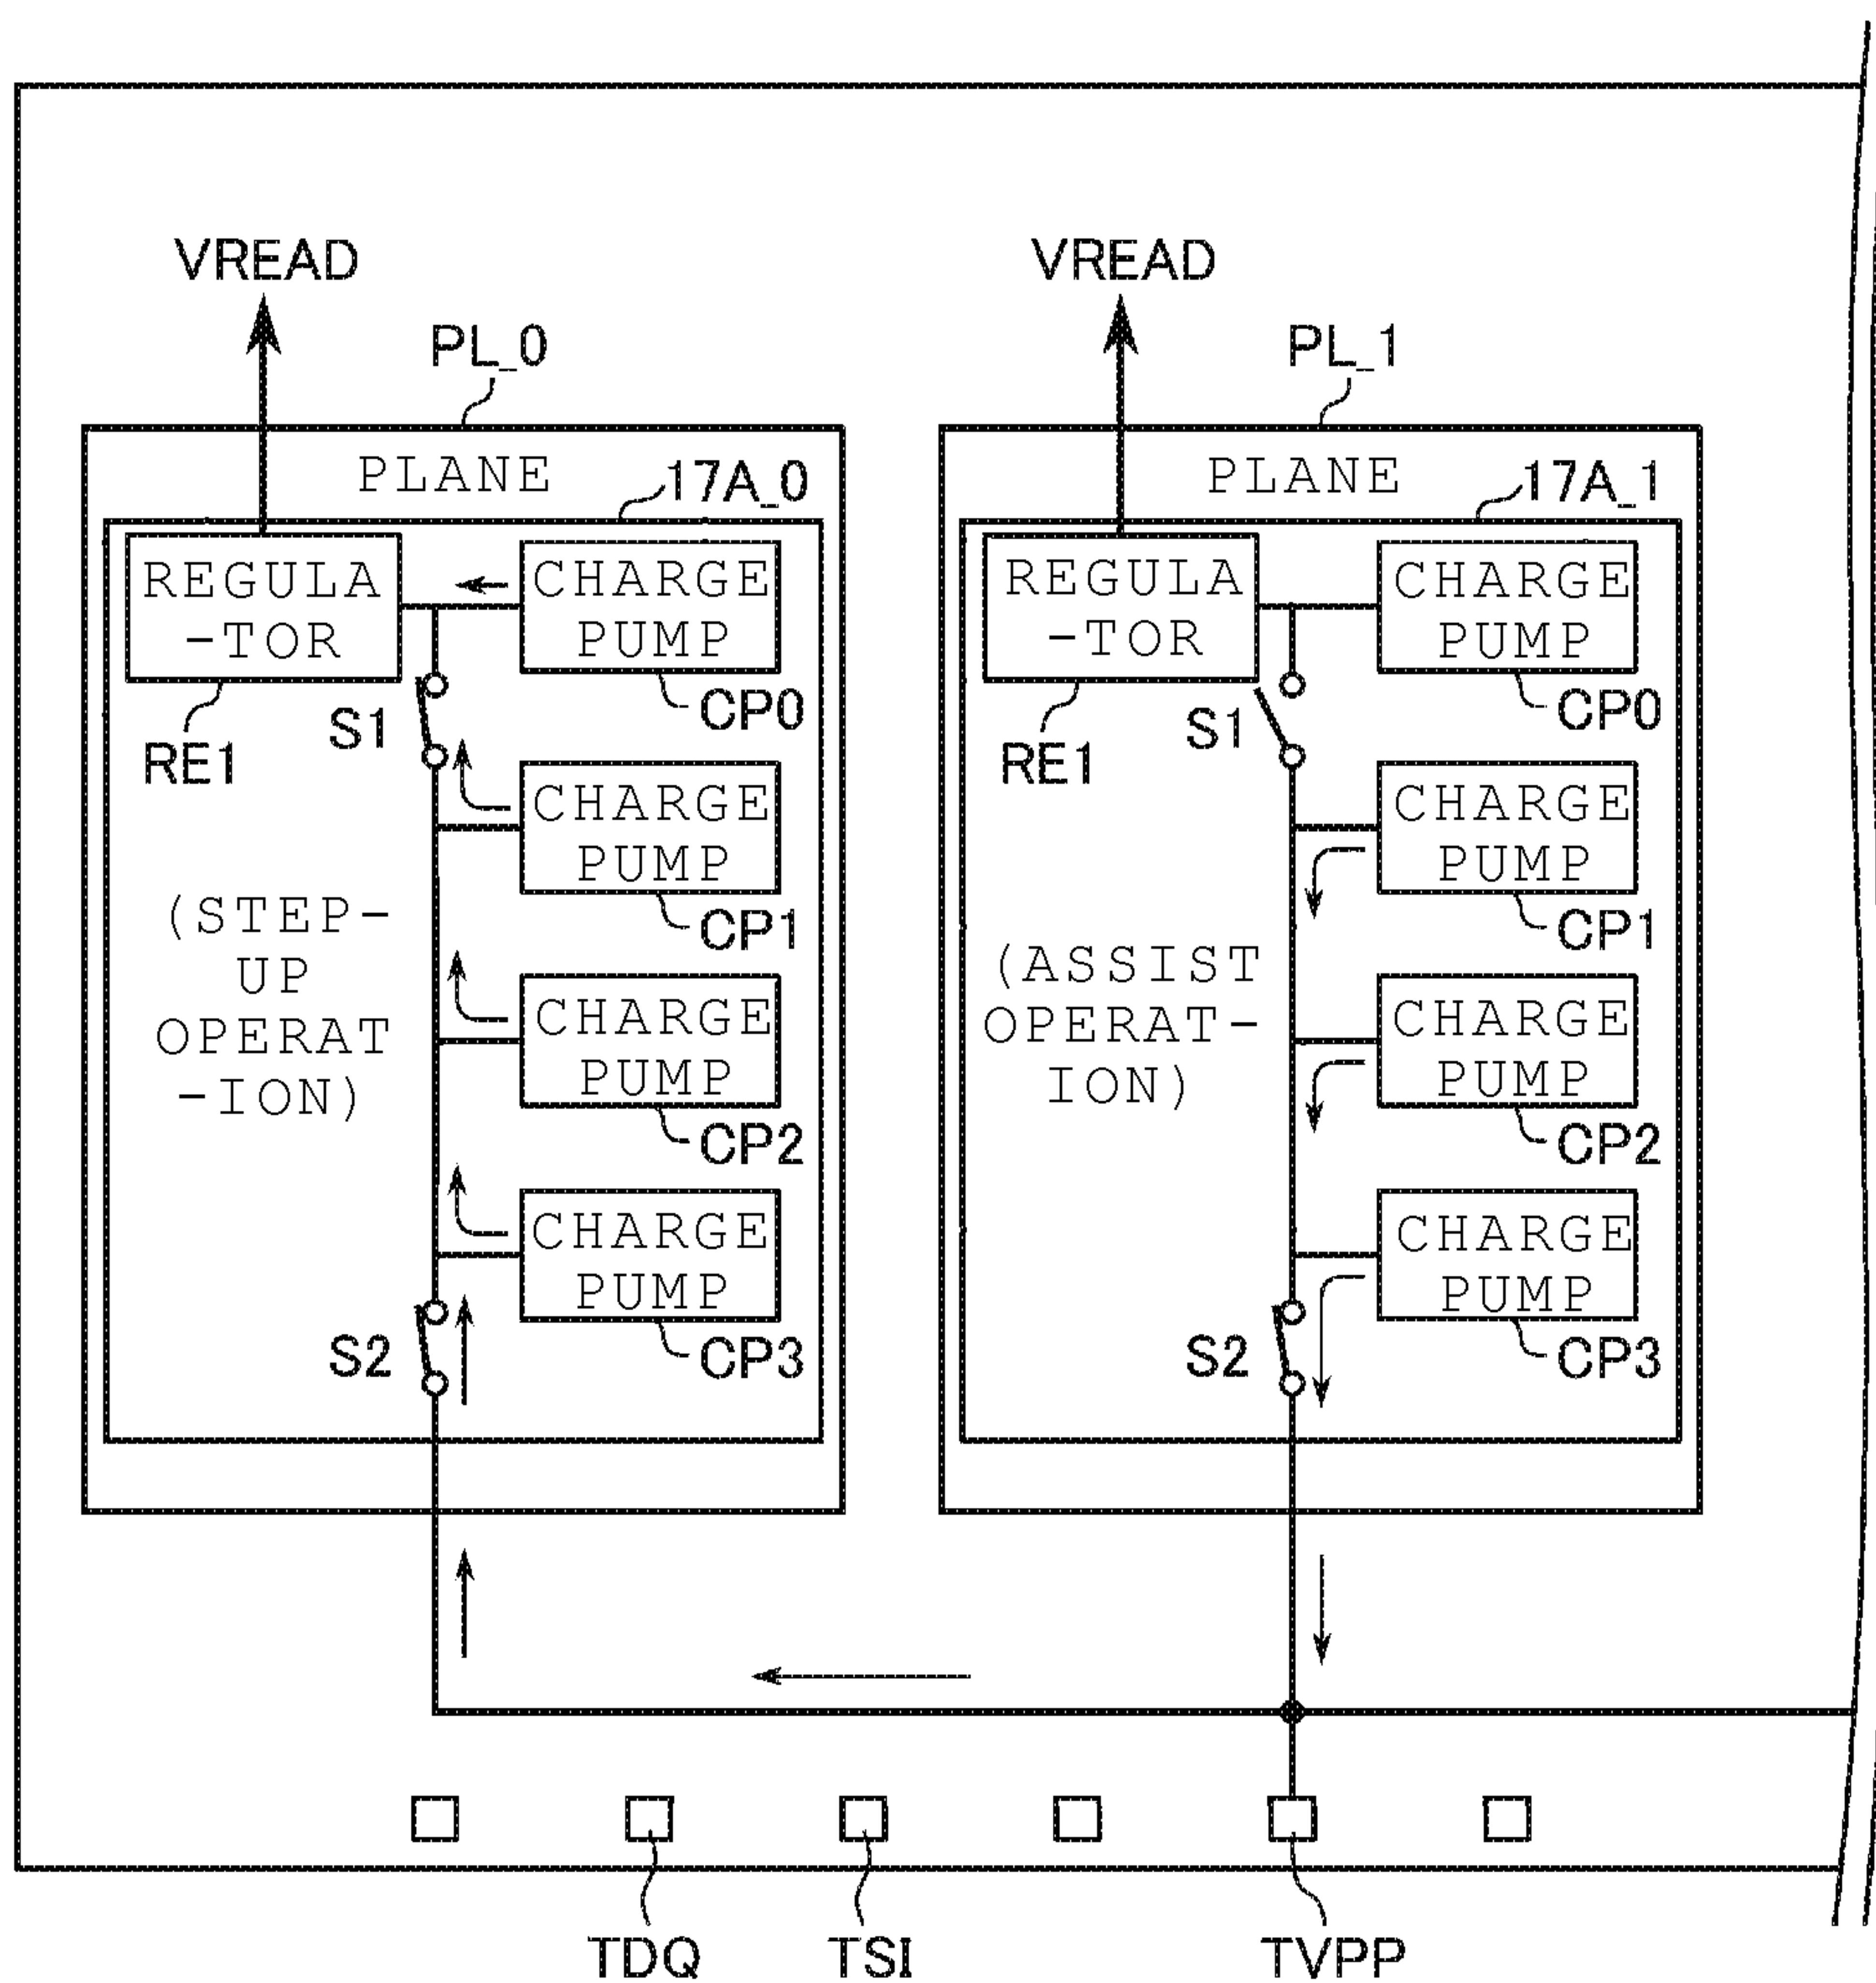 VREAD
VREAD
PL_0
PL_1
PLANE
17A_0
PLANE
17A_1
REGULA
-TOR
CHARGE
PUMP
RE1
S1
CP0
CHARGE
PUMP
CP1
(STEP-
UP
OPERAT
-ION)
CHARGE
PUMP
CP2
CHARGE
PUMP
S2
CP3
REGULA
-TOR
CHARGE
PUMP
RE1
S1
CP0
CHARGE
PUMP
CP1
(ASSIST
OPERAT-
ION)
CHARGE
PUMP
CP2
CHARGE
PUMP
S2
CP3
TDQ
TSI
TVPP